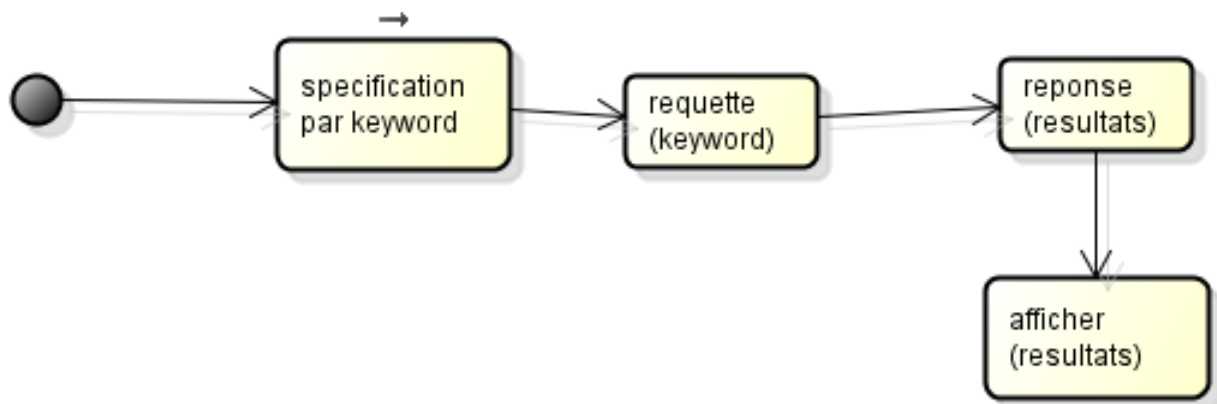 specification
par keyword
requette
(keyword)
reponse
(resultats)
afficher
(resultats)